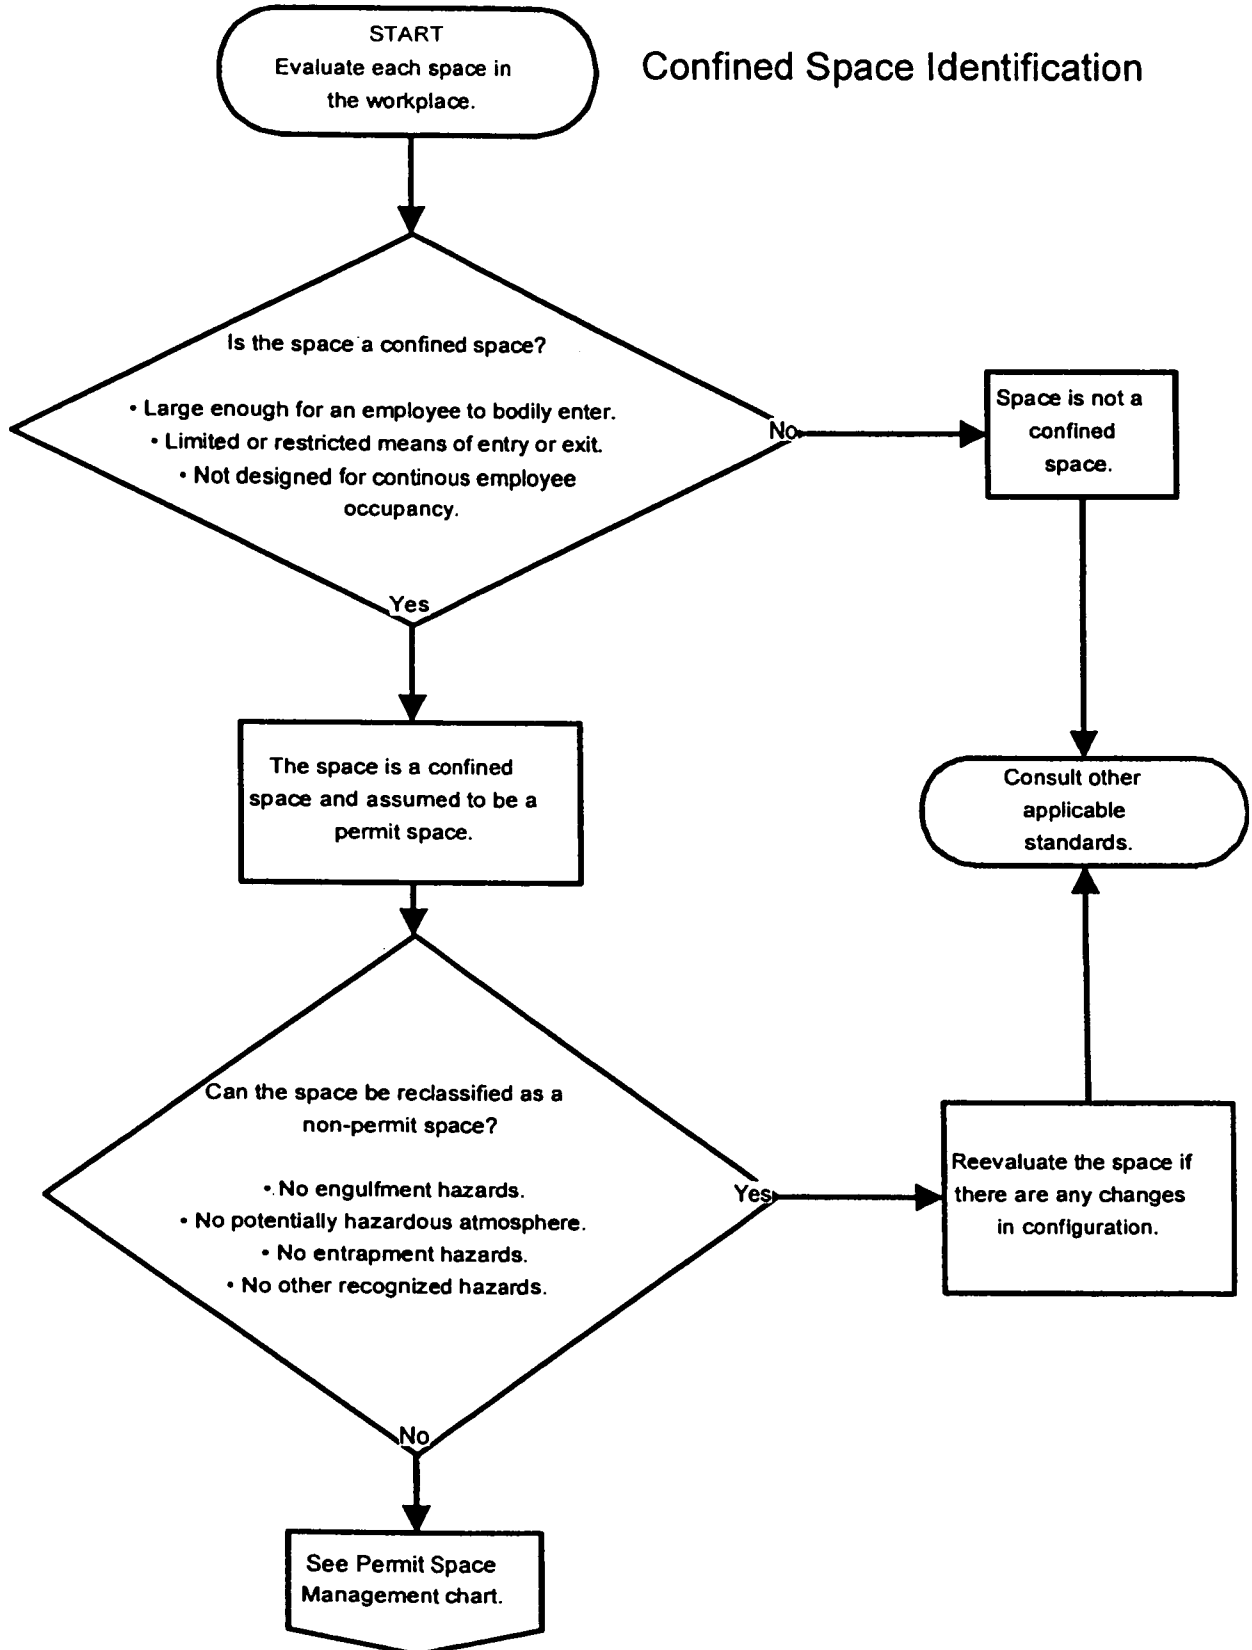 START
Evaluate each space in
the workplace.
Confined Space Identification
Is the space a confined space?
• Large enough for an employee to bodily enter.
• Limited or restricted means of entry or exit.
• Not designed for continous employee
occupancy.
No
Space is not a
confined
space.
Yes
The space is a confined
space and assumed to be a
permit space.
Consult other
applicable
standards.
Can the space be reclassified as a
non-permit space?
• No engulfment hazards.
• No potentially hazardous atmosphere.
• No entrapment hazards.
• No other recognized hazards.
Yes
Reevaluate the space if
there are any changes
in configuration.
No
See Permit Space
Management chart.